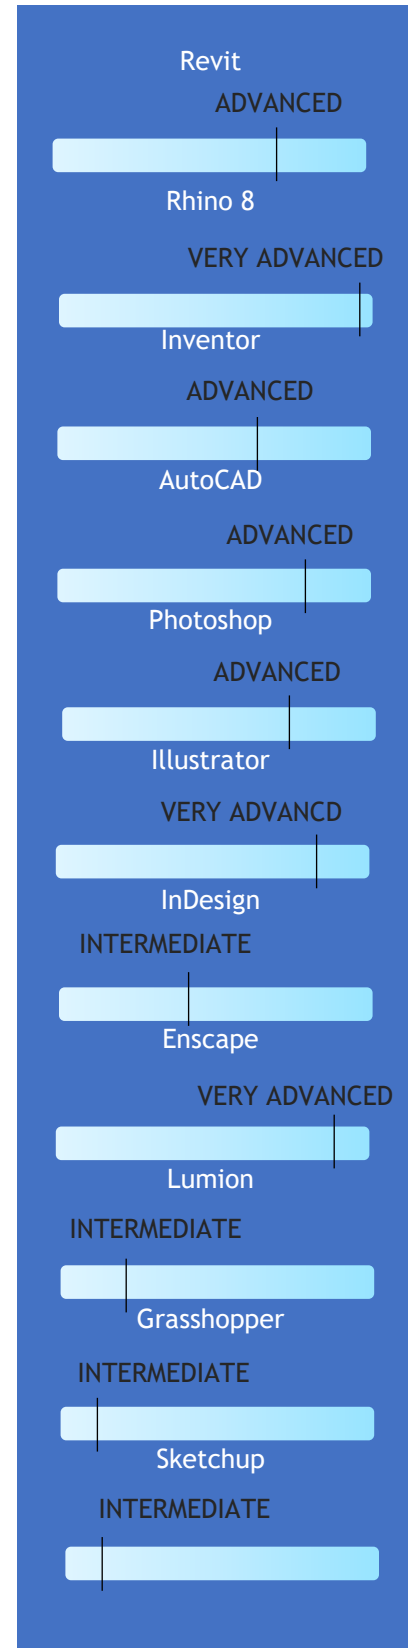 Revit
ADVANCED
Rhino 8
VERY ADVANCED
Inventor
ADVANCED
AutoCAD
ADVANCED
Photoshop
ADVANCED
Illustrator
VERY ADVANCD
InDesign
INTERMEDIATE
Enscape
VERY ADVANCED
Lumion
INTERMEDIATE
Grasshopper
INTERMEDIATE
Sketchup
INTERMEDIATE